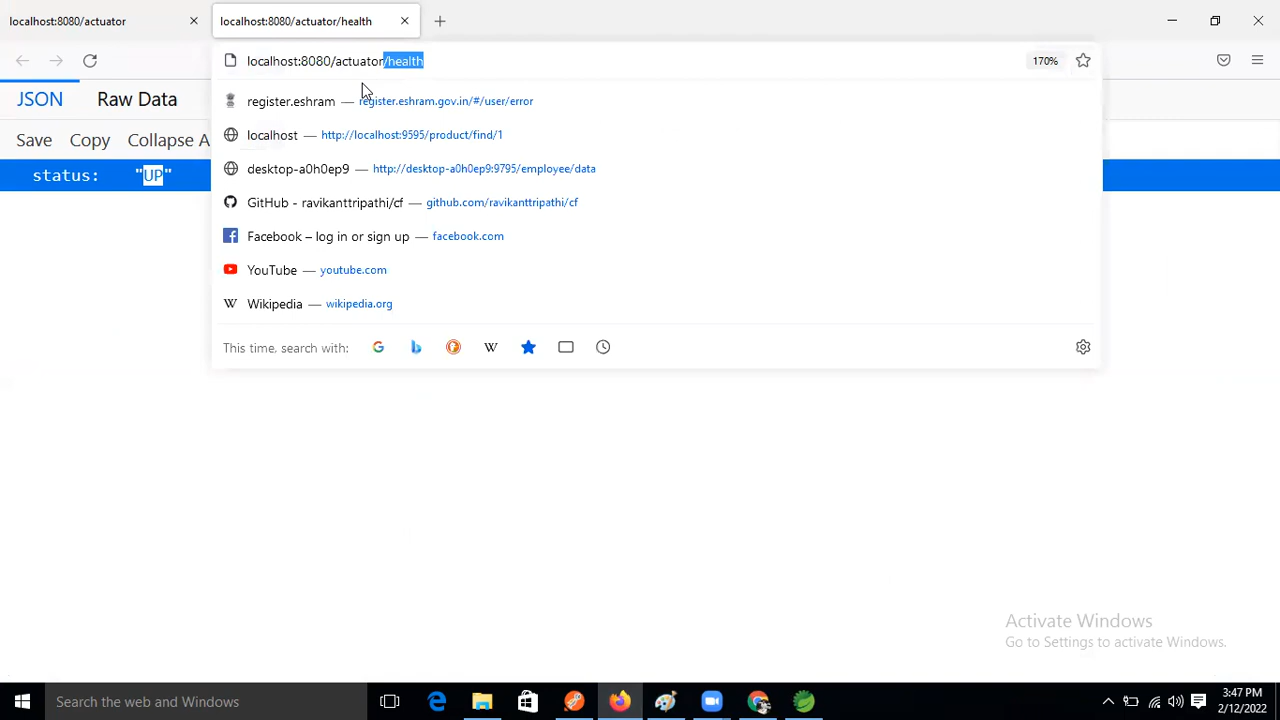 localhost:8080/actuator
localhost:8080/actuator/health
localhost:8080/actuator/health
170%
JSON
Raw Data
register.eshram — register.eshram.gov.in/#/user/error
Save
Copy
Collapse A
localhost — http://localhost:9595/product/find/1
status: "UP"
desktop-a0h0ep9 — http://desktop-a0h0ep9:9795/employee/data
GitHub - ravikanttripathi/cf — github.com/ravikanttripathi/cf
Facebook – log in or sign up — facebook.com
YouTube — youtube.com
W Wikipedia — wikipedia.org
This time, search with:
W
Activate Windows
Go to Settings to activate Windows.
Search the web and Windows
3:47 PM
2/12/2022